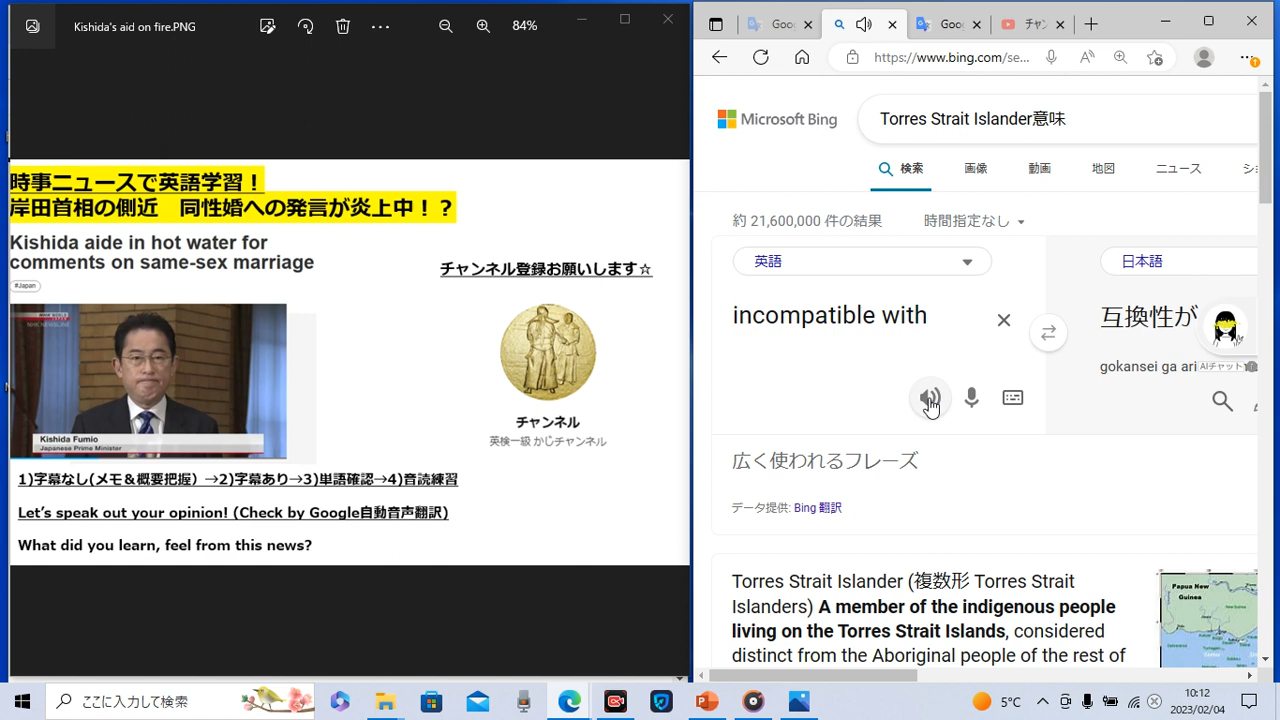 Kishida's aid on fire.PNG
84%
時事ニュースで英語学習！
岸田首相の側近　同性婚への発言が炎上中！？
Kishida aide in hot water for
comments on same-sex marriage
#Japan
チャンネル登録お願いします☆
Kishida Fumio
Japanese Prime Minister
チャンネル
英検一級 かじチャンネル
1)字幕なし(メモ＆概要把握）→2)字幕あり→3)単語確認→4)音読練習
Let's speak out your opinion! (Check by Google自動音声翻訳)
What did you learn, feel from this news?
Goo
Goo
チャン
https://www.bing.com/se...
Microsoft Bing
Torres Strait Islander意味
検索
画像
動画
地図
ニュース
シ
約 21,600,000 件の結果
時間指定なし
英語
日本語
incompatible with
互換性が
gokansei ga ari
AIチャット
広く使われるフレーズ
データ提供: Bing 翻訳
Torres Strait Islander (複数形 Torres Strait
Islanders) A member of the indigenous people
living on the Torres Strait Islands, considered
distinct from the Aboriginal people of the rest of
Papua New
Guinea
ここに入力して検索
5°C
10:12
2023/02/04